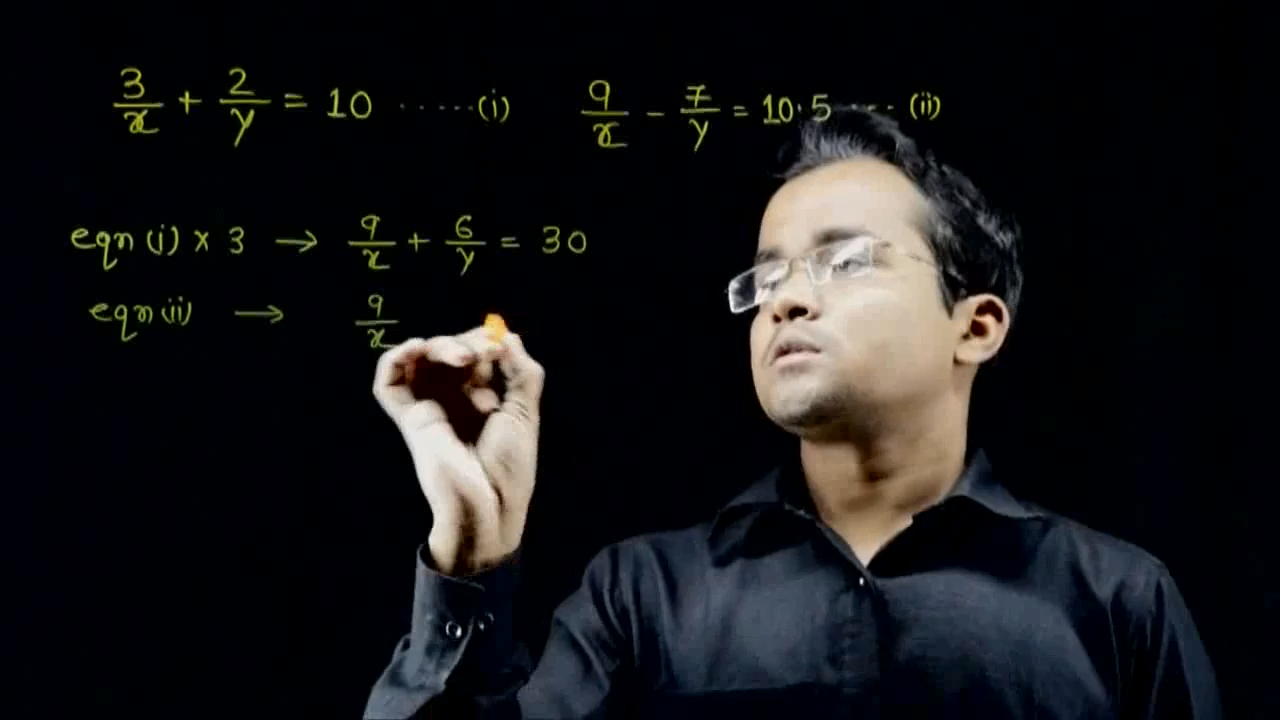 3/x + 2/y = 10 ......(i) 9/x - 7/y = 10.5 ... (ii)
eqn (i) × 3 → 9/x + 6/y = 30
eqn (ii) → 9/x